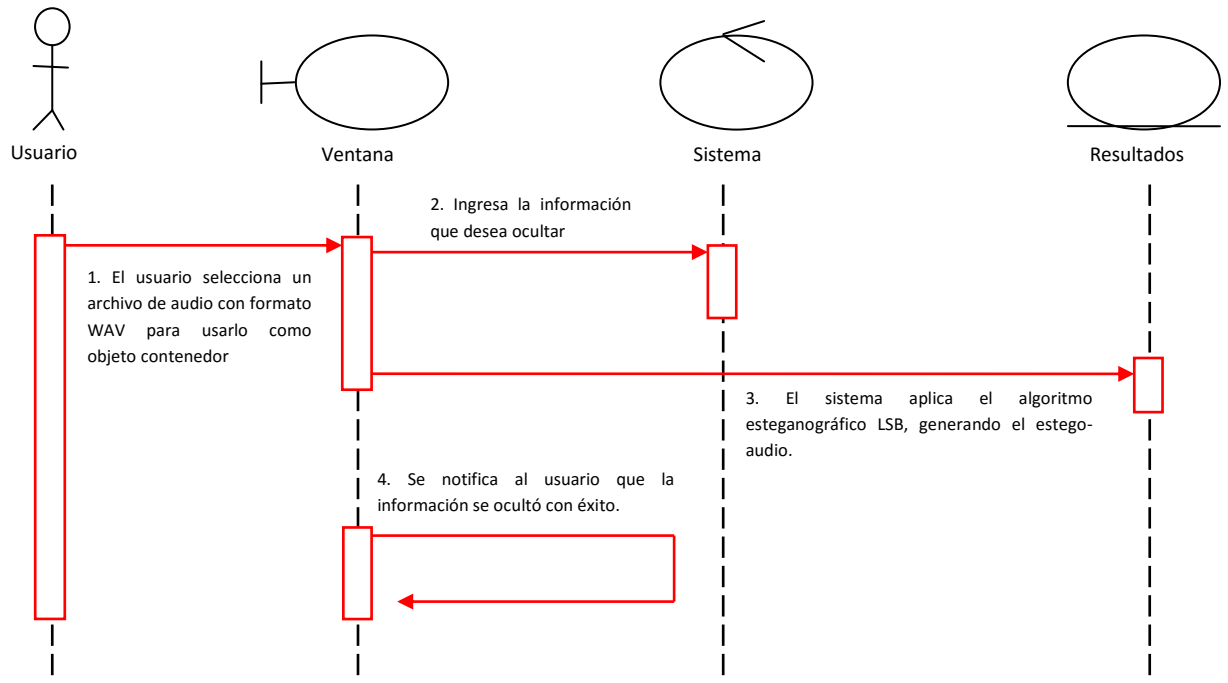 Usuario
Ventana
Sistema
Resultados
1. El usuario selecciona un
archivo de audio con formato
WAV para usarlo como
objeto contenedor
2. Ingresa la información
que desea ocultar
3. El sistema aplica el algoritmo
esteganográfico LSB, generando el estego-
audio.
4. Se notifica al usuario que la
información se ocultó con éxito.